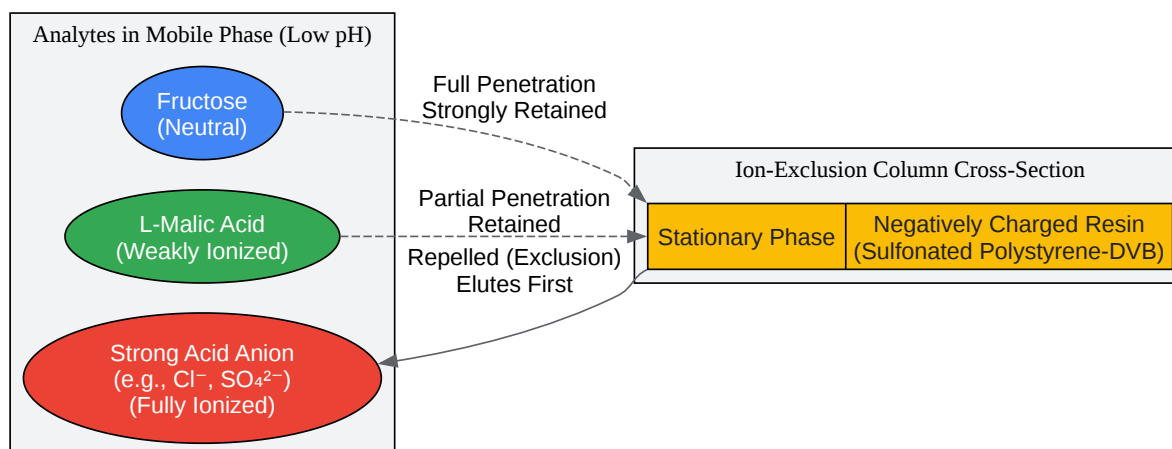 Analytes in Mobile Phase (Low pH)
Fructose
(Neutral)
Full Penetration
Strongly Retained
L-Malic Acid
(Weakly Ionized)
Partial Penetration
Retained
Repelled (Exclusion)
Elutes First
Strong Acid Anion
(e.g., Cl⁻, SO₄²⁻)
(Fully Ionized)
Ion-Exclusion Column Cross-Section
Stationary Phase
Negatively Charged Resin
(Sulfonated Polystyrene-DVB)